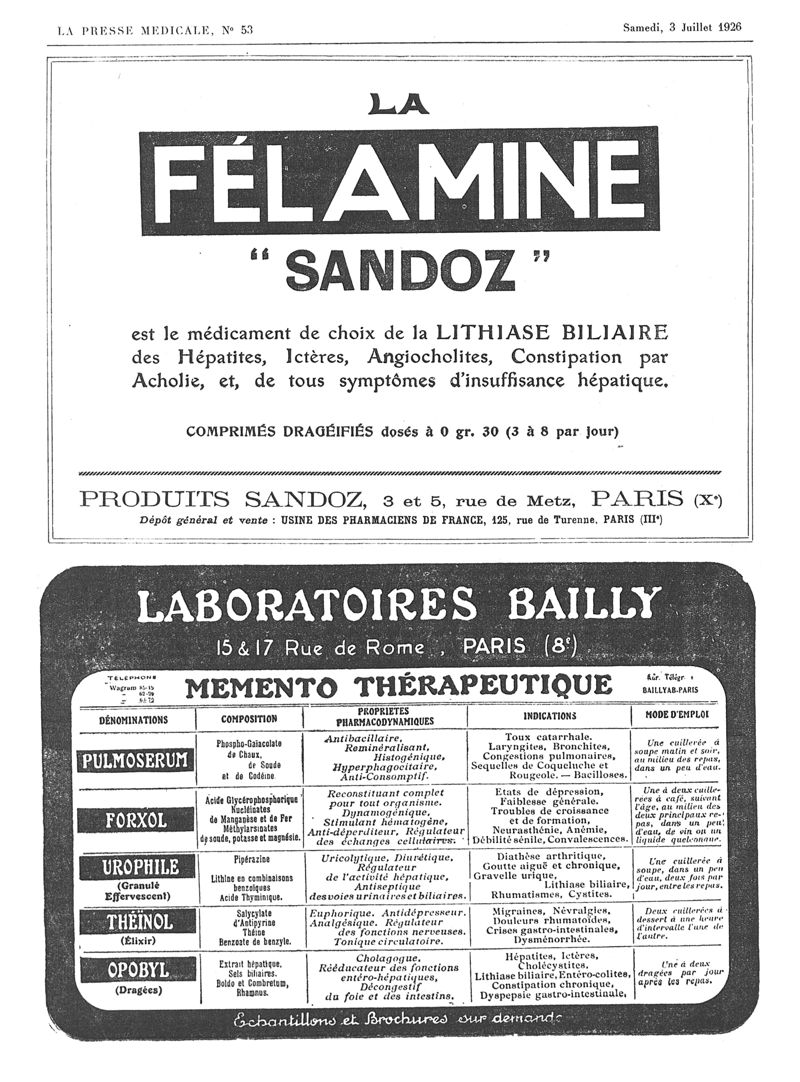 LA PRESSE MEDICALE, Nº 53
Samedi, 3 Juillet 1926
LA
FÉLAMINE
“ SANDOZ ”
est le médicament de choix de la LITHIASE BILIAIRE
des Hépatites, Ictères, Angiocholites, Constipation par
Acholie, et, de tous symptômes d'insuffisance hépatique.
COMPRIMÉS DRAGÉIFIÉS dosés à 0 gr. 30 (3 à 8 par jour)
PRODUITS SANDOZ, 3 et 5, rue de Metz, PARIS (Xᵉ)
Dépôt général et vente : USINE DES PHARMACIENS DE FRANCE, 125, rue de Turenne, PARIS (IIIᵉ)
LABORATOIRES BAILLY
15 & 17 Rue de Rome, PARIS (8ᵉ)
TÉLÉPHONE
Wagram 85-15
MEMENTO THÉRAPEUTIQUE
Adr. Télégr. :
BAILLYAB-PARIS
DÉNOMINATIONS
COMPOSITION
PROPRIETES
PHARMACODYNAMIQUES
INDICATIONS
MODE D'EMPLOI
PULMOSERUM
Phospho-Gaïacolate
de Chaux,
de Soude
et de Codéine.
Antibacillaire,
Reminéralisant,
Histogénique,
Hyperphagocitaire,
Anti-Consomptif.
Toux catarrhale.
Laryngites, Bronchites,
Congestions pulmonaires,
Sequelles de Coqueluche et
Rougeole. — Bacilloses.
Une cuillerée à
soupe matin et soir,
au milieu des repas,
dans un peu d'eau.
FORXOL
Acide Glycérophosphorique
Nucléinates
de Manganèse et de Fer
Méthylarsinates
de soude, potasse et magnésie.
Reconstituant complet
pour tout organisme.
Dynamogénique,
Stimulant hématogène,
Anti-déperditeur, Régulateur
des échanges cellulaires.
Etats de dépression,
Faiblesse générale.
Troubles de croissance
et de formation,
Neurasthénie, Anémie,
Débilité sénile, Convalescences.
Une à deux cuille-
rées à café, suivant
l'âge, au milieu des
deux principaux re-
pas, dans un peu
d'eau, de vin ou un
liquide quelconque.
UROPHILE
(Granulé
Effervescent)
Pipérazine
Lithine en combinaisons
benzoïques
Acide Thyminique.
Uricolytique, Diurétique,
Régulateur
de l'activité hépatique,
Antiseptique
des voies urinaires et biliaires.
Diathèse arthritique,
Goutte aiguë et chronique,
Gravelle urique,
Lithiase biliaire,
Rhumatismes, Cystites.
Une cuillerée à
soupe, dans un peu
d'eau, deux fois par
jour, entre les repas.
THÉÏNOL
(Élixir)
Salycylate
d'Antipyrine
Théine
Benzoate de benzyle.
Euphorique. Antidépresseur.
Analgésique. Régulateur
des fonctions nerveuses.
Tonique circulatoire.
Migraines, Névralgies,
Douleurs rhumatoïdes,
Crises gastro-intestinales,
Dysménorrhée.
Deux cuillerées à
dessert à une heure
d'intervalle l'une de
l'autre.
OPOBYL
(Dragées)
Extrait hépatique.
Sels biliaires.
Boldo et Combretum,
Rhamnus.
Cholagogue.
Rééducateur des fonctions
entéro-hépatiques,
Décongestif
du foie et des intestins.
Hépatites, Ictères,
Cholécystites,
Lithiase biliaire, Entéro-colites,
Constipation chronique,
Dyspepsie gastro-intestinale,
Une à deux
dragées par jour
après les repas.
Échantillons et Brochures sur demande